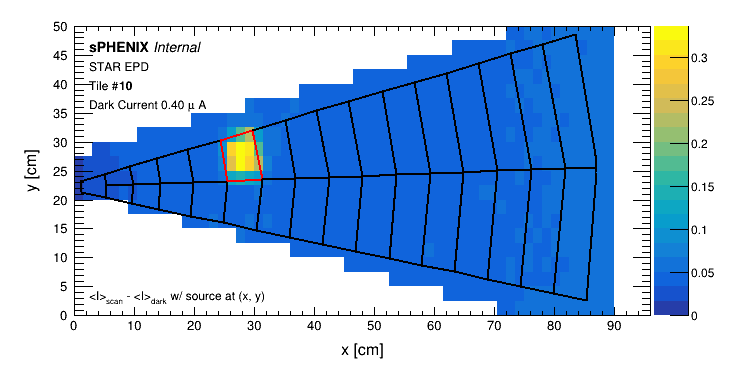 sPHENIX Internal
STAR EPD
Tile #10
Dark Current 0.40 μ A
<I>scan - <I>dark w/ source at (x, y)
y [cm]
50
45
40
35
30
25
20
15
10
5
0
0 10 20 30 40 50 60 70 80 90
x [cm]
0.3
0.25
0.2
0.15
0.1
0.05
0